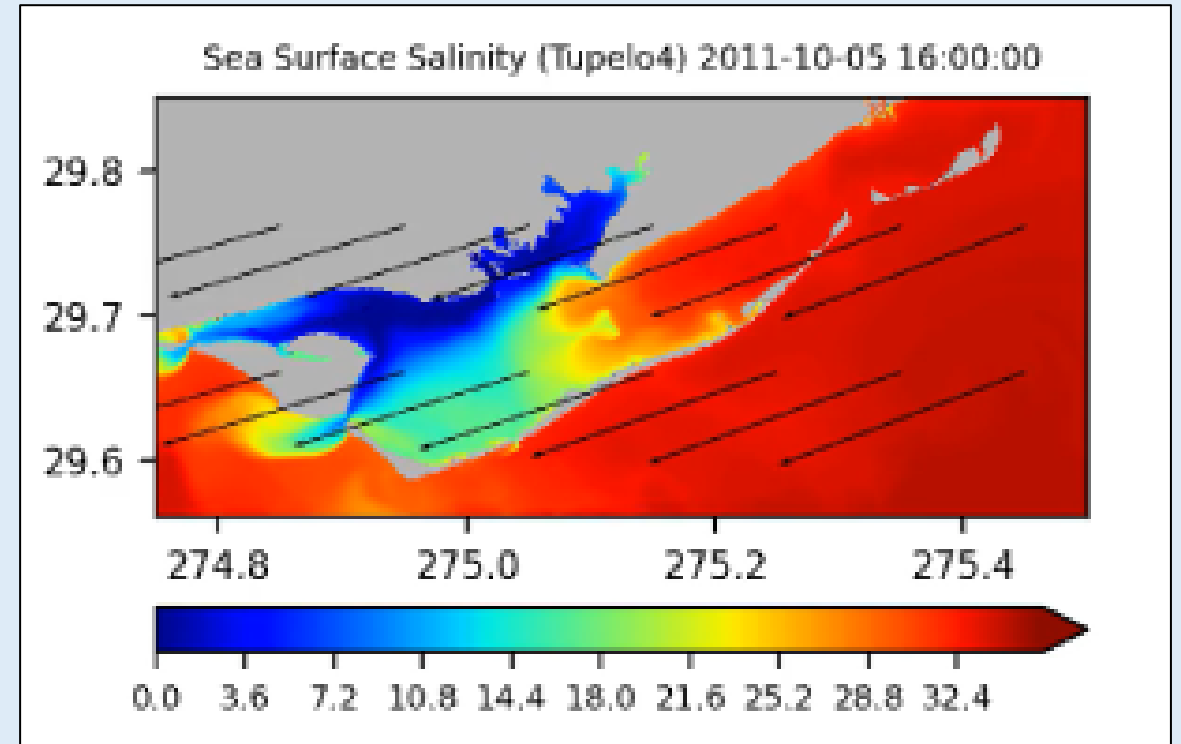 Sea Surface Salinity (Tupelo4) 2011-10-05 16:00:00
29.8
29.7
29.6
274.8 275.0 275.2 275.4
0.0 3.6 7.2 10.8 14.4 18.0 21.6 25.2 28.8 32.4